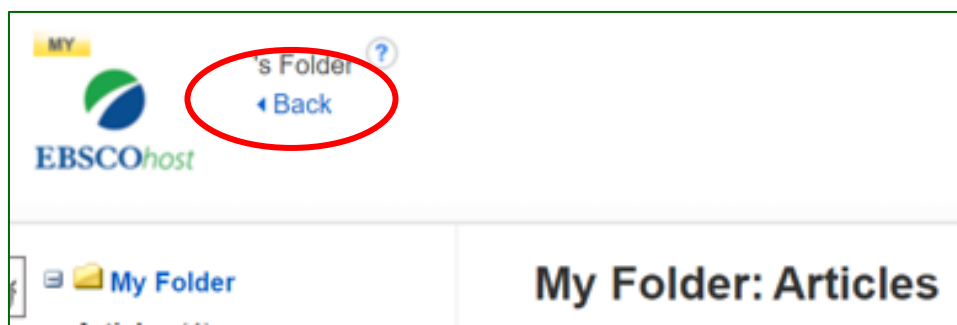 MY
's Folder ?
Back
EBSCOhost
My Folder
My Folder: Articles